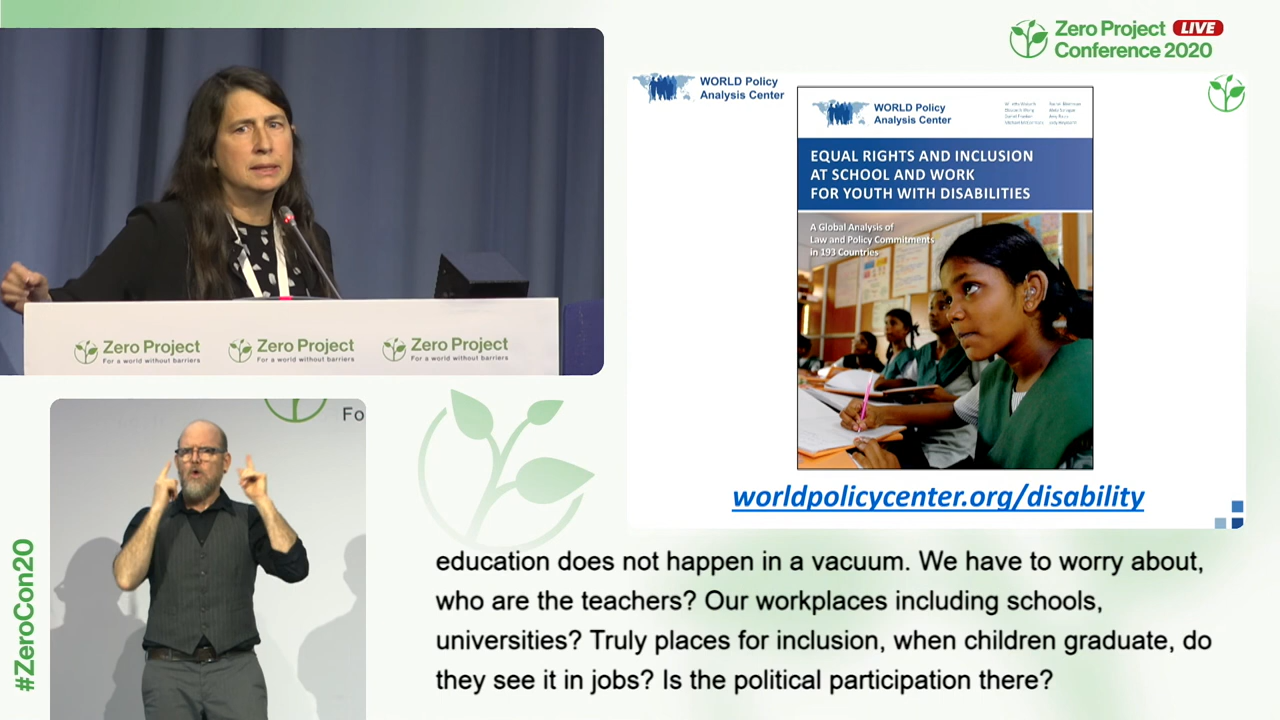 Zero Project LIVE
Conference 2020
WORLD Policy
Analysis Center
WORLD Policy
Analysis Center
EQUAL RIGHTS AND INCLUSION
AT SCHOOL AND WORK
FOR YOUTH WITH DISABILITIES
A Global Analysis of
Law and Policy Commitments
in 193 Countries
worldpolicycenter.org/disability
Zero Project
For a world without barriers
Zero Project
For a world without barriers
Zero Project
For a world without barriers
Fo
#ZeroCon20
education does not happen in a vacuum. We have to worry about,
who are the teachers? Our workplaces including schools,
universities? Truly places for inclusion, when children graduate, do
they see it in jobs? Is the political participation there?